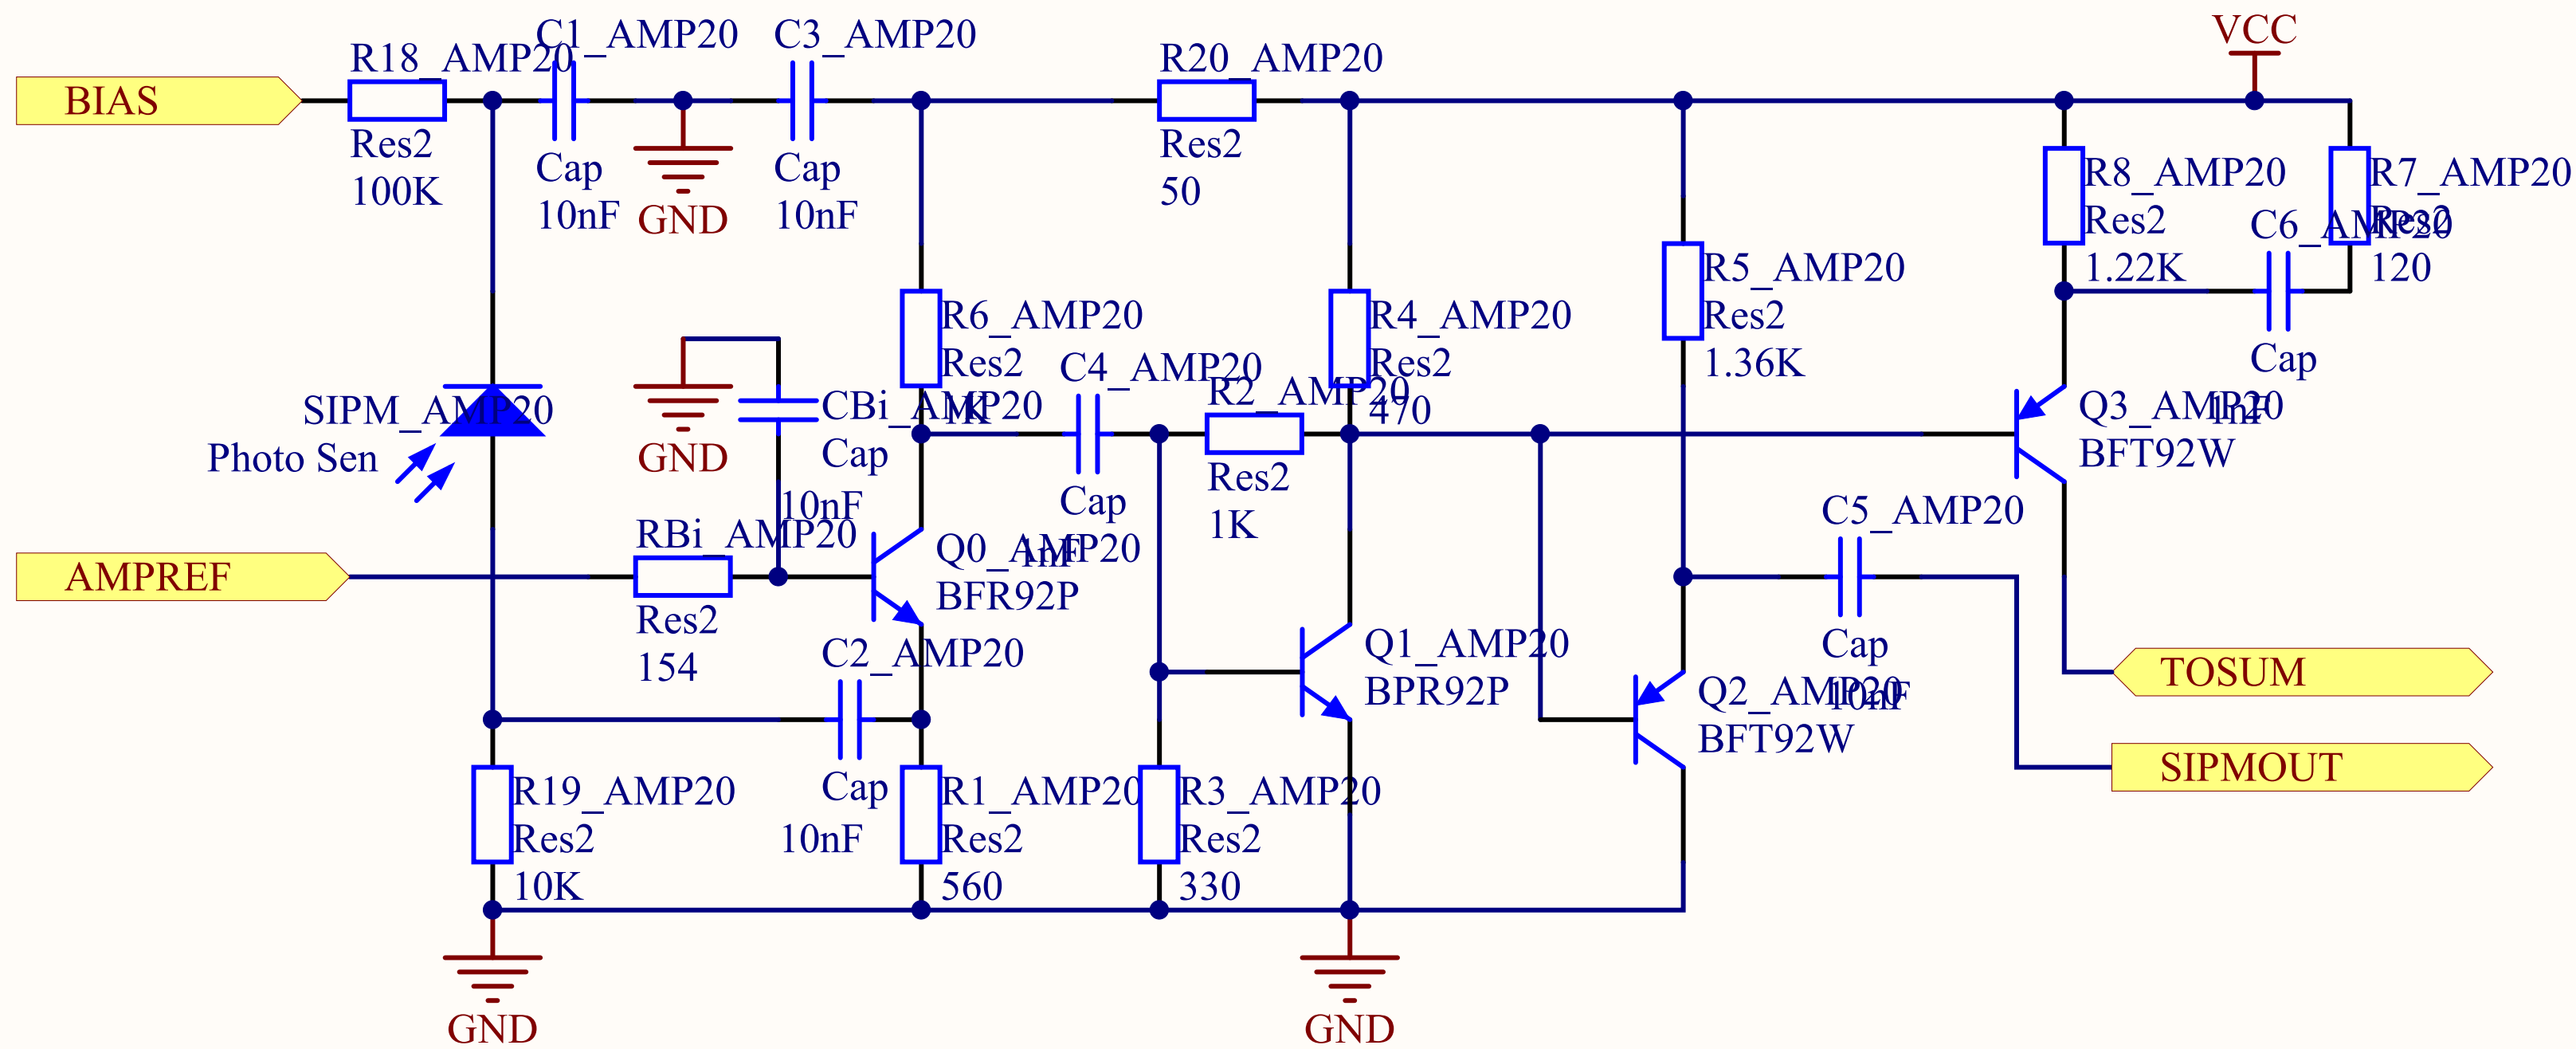 VCC
C1_AMP20
C3_AMP20
R18_AMP20
R20_AMP20
BIAS
Res2
100K
Cap
10nF
GND
Cap
10nF
Res2
50
R8_AMP20
Res2
1.22K
R7_AMP20
Res2
120
C6_AMP20
Cap
1nF
R5_AMP20
Res2
1.36K
R6_AMP20
Res2
1K
R4_AMP20
Res2
470
C4_AMP20
Cap
1nF
R2_AMP20
Res2
1K
SIPM_AMP20
Photo Sen
GND
CBi_AMP20
Cap
10nF
Q3_AMP20
BFT92W
AMPREF
RBi_AMP20
Res2
154
Q0_AMP20
BFR92P
C5_AMP20
Cap
10nF
C2_AMP20
Cap
10nF
Q1_AMP20
BPR92P
Q2_AMP20
BFT92W
TOSUM
SIPMOUT
R19_AMP20
Res2
10K
R1_AMP20
Res2
560
R3_AMP20
Res2
330
GND
GND